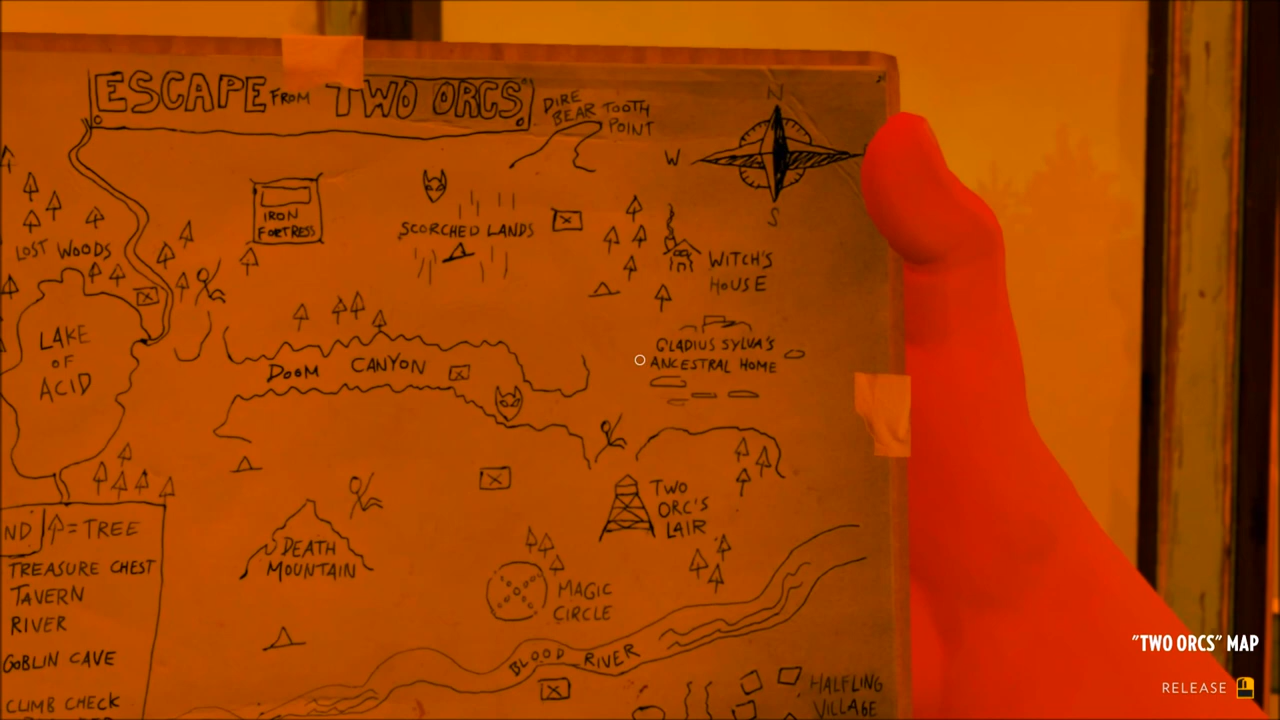 ESCAPE FROM TWO ORCS
DIRE
BEAR TOOTH
POINT
N
W
S
IRON
FORTRESS
SCORCHED LANDS
LOST WOODS
WITCH'S
HOUSE
LAKE
OF
ACID
DOOM CANYON
GLADIUS SYLVA'S
ANCESTRAL HOME
TWO
ORC'S
LAIR
DEATH
MOUNTAIN
MAGIC
CIRCLE
BLOOD RIVER
HALFLING
VILLAGE
ND
= TREE
TREASURE CHEST
TAVERN
RIVER
GOBLIN CAVE
CLIMB CHECK
"TWO ORCS" MAP
RELEASE